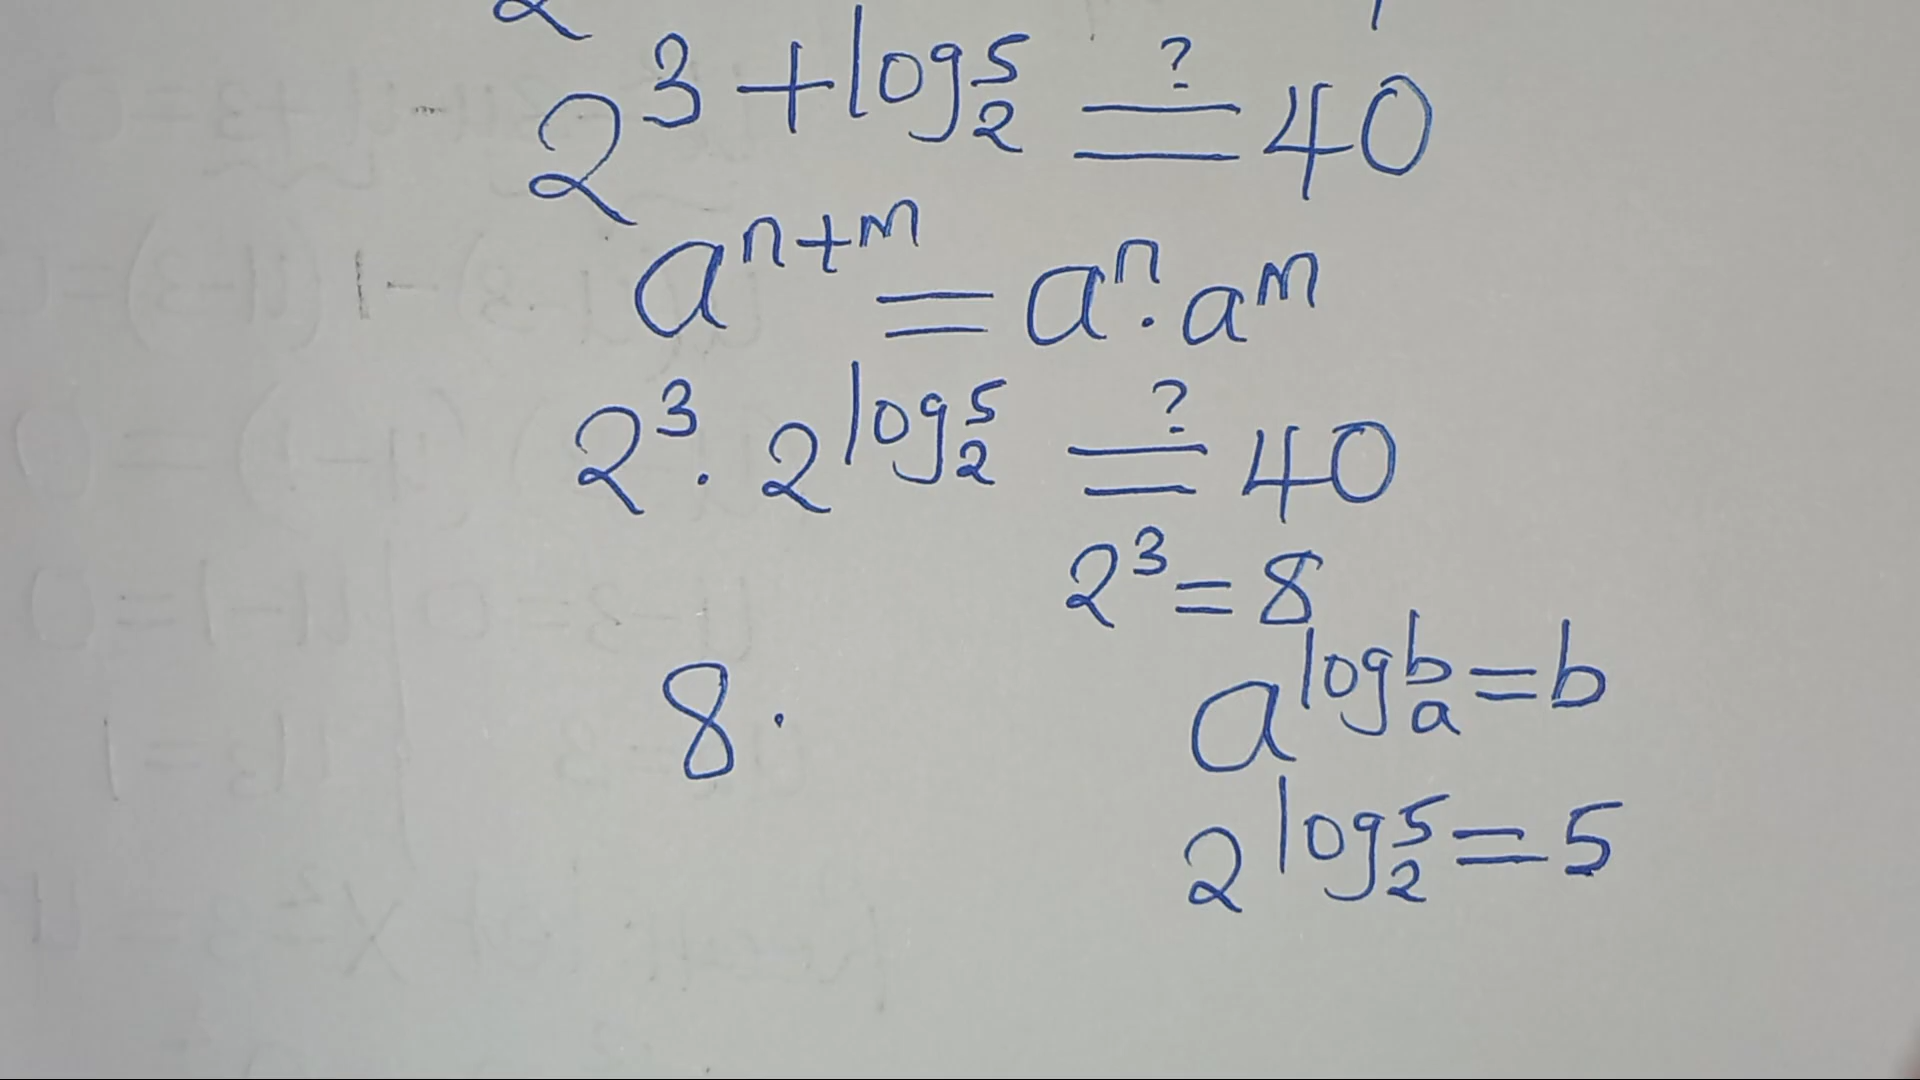 2^(3 + log_2 5) =? 40
a^(n+m) = a^n · a^m
2^3 · 2^(log_2 5) =? 40
2^3 = 8
a^(log_a b) = b
8 ·
2^(log_2 5) = 5